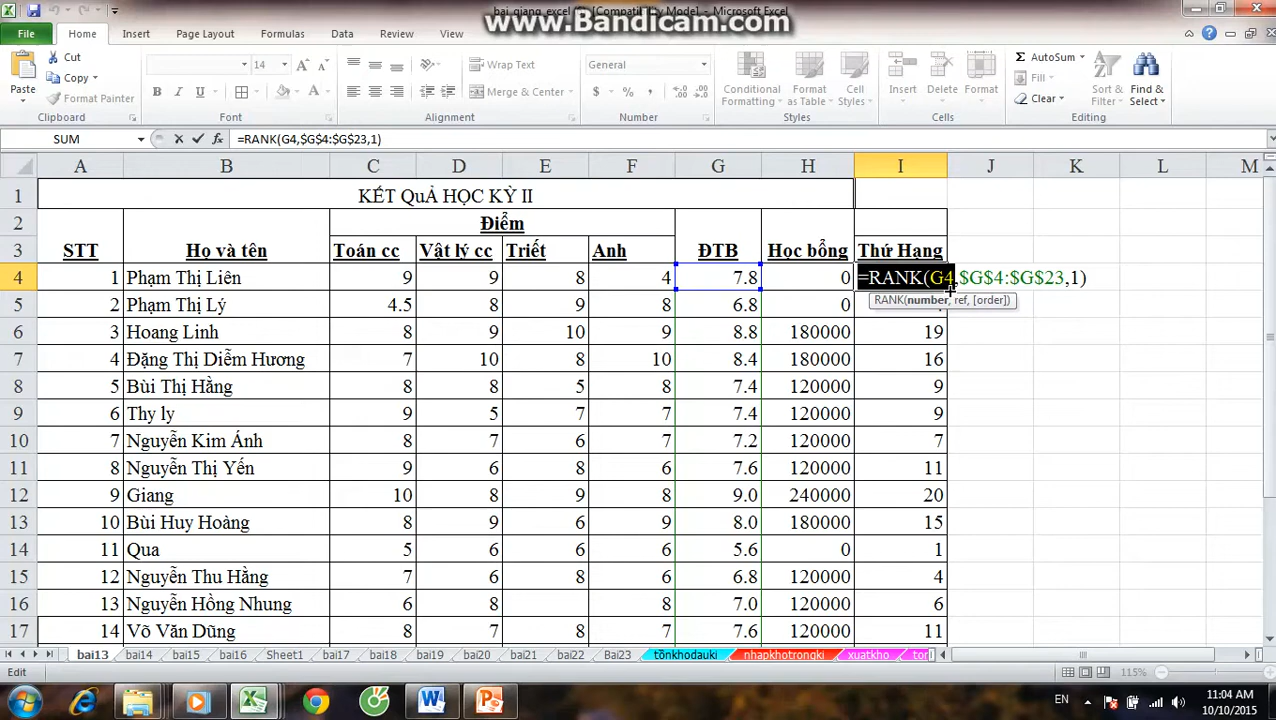 bai giang excel [Compatibility Mode] - Microsoft Excel
www.Bandicam.com
File Home Insert Page Layout Formulas Data Review View
Cut
Copy
Format Painter
Paste
Clipboard
14
Font
Wrap Text
Merge & Center
Alignment
General
Number
Conditional Formatting
Format as Table
Cell Styles
Styles
Insert
Delete
Format
Cells
AutoSum
Fill
Clear
Sort & Filter
Find & Select
Editing
SUM =RANK(G4,$G$4:$G$23,1)
A B C D E F G H I J K L M
1 KẾT QuẢ HỌC KỲ II
2 Điểm
3 STT Họ và tên Toán cc Vật lý cc Triết Anh ĐTB Học bổng Thứ Hạng
4 1 Phạm Thị Liên 9 9 8 4 7.8 0 =RANK(G4,$G$4:$G$23,1)
RANK(number, ref, [order])
5 2 Phạm Thị Lý 4.5 8 9 8 6.8 0
6 3 Hoang Linh 8 9 10 9 8.8 180000 19
7 4 Đặng Thị Diễm Hương 7 10 8 10 8.4 180000 16
8 5 Bùi Thị Hằng 8 8 5 8 7.4 120000 9
9 6 Thy ly 9 5 7 7 7.4 120000 9
10 7 Nguyễn Kim Ánh 8 7 6 7 7.2 120000 7
11 8 Nguyễn Thị Yến 9 6 8 6 7.6 120000 11
12 9 Giang 10 8 9 8 9.0 240000 20
13 10 Bùi Huy Hoàng 8 9 6 9 8.0 180000 15
14 11 Qua 5 6 6 6 5.6 0 1
15 12 Nguyễn Thu Hằng 7 6 8 6 6.8 120000 4
16 13 Nguyễn Hồng Nhung 6 8 8 7.0 120000 6
17 14 Võ Văn Dũng 8 7 8 7 7.6 120000 11
bai13 bai14 bai15 bai16 Sheet1 bai17 bai18 bai19 bai20 bai21 bai22 Bai23 tồnkhodauki nhapkhotrongki xuatkho
Edit 115%
EN 11:04 AM
10/10/2015